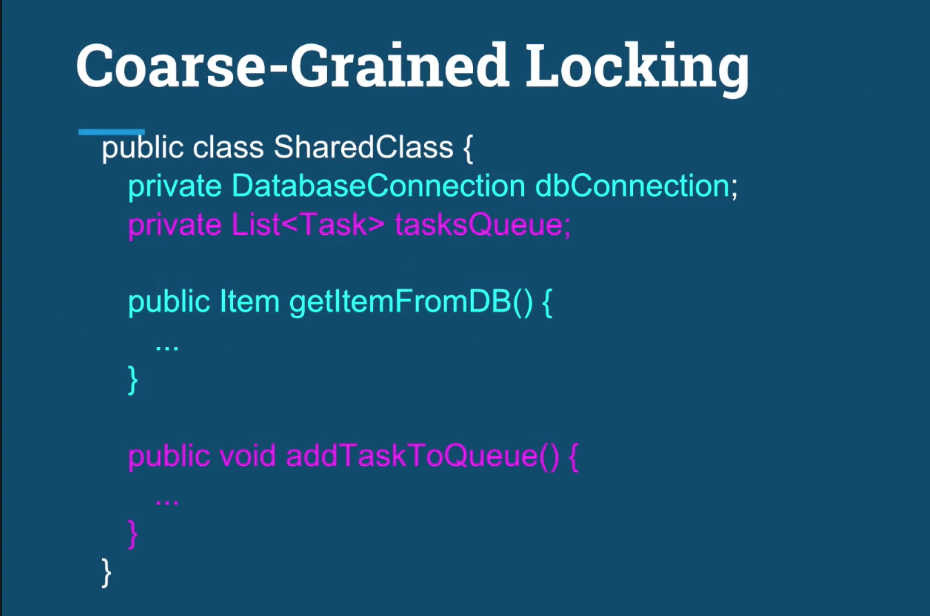 Coarse-Grained Locking
public class SharedClass {
private DatabaseConnection dbConnection;
private List<Task> tasksQueue;
public Item getItemFromDB() {
...
}
public void addTaskToQueue() {
...
}
}